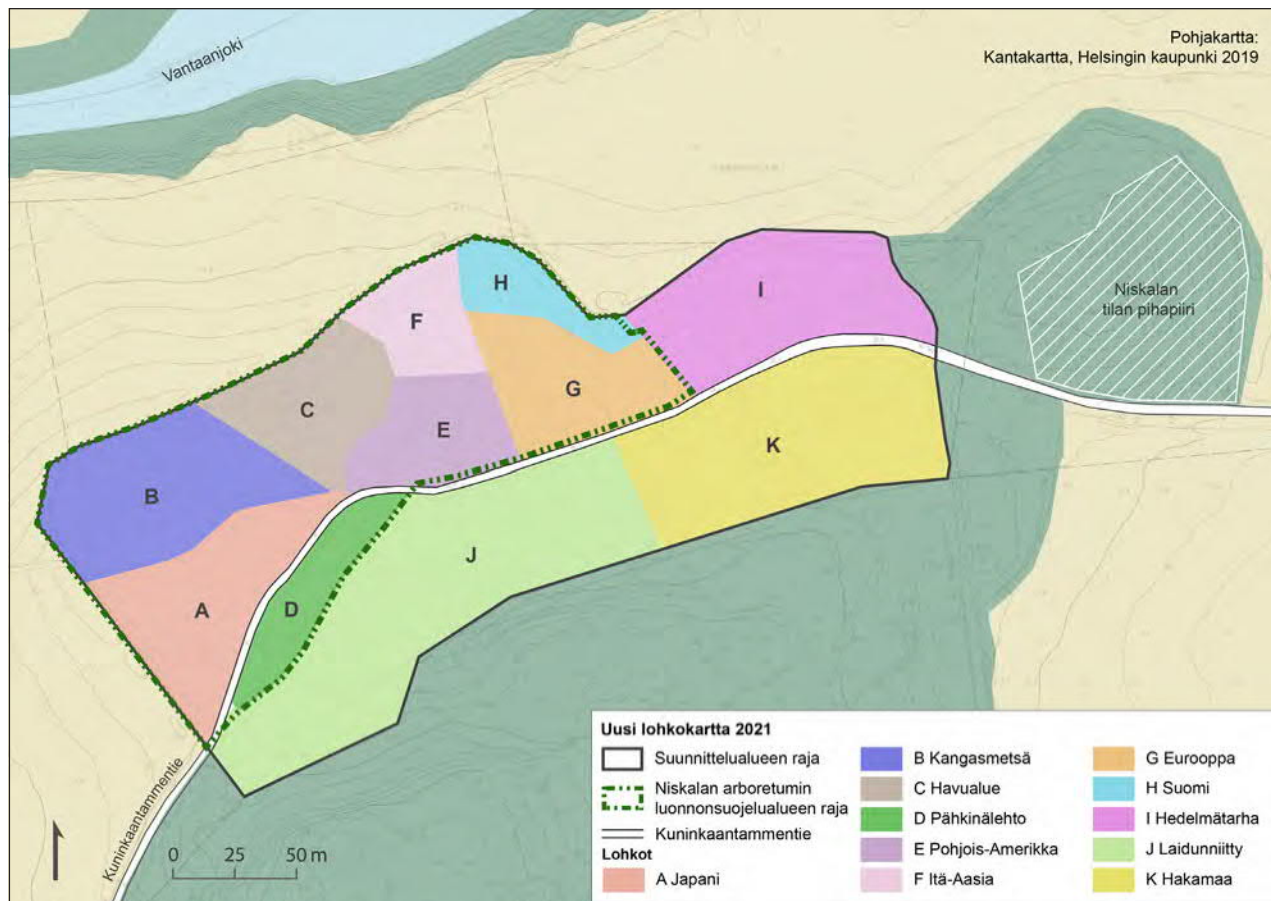 Pohjakartta:
Kantakartta, Helsingin kaupunki 2019
Vantaanjoki
H
I
Niskalan
tilan pihapiiri
F
G
C
E
K
B
J
A
D
Kuninkaantammentie
0 25 50 m
Uusi lohkokartta 2021
Suunnittelualueen raja
Niskalan arboretumin
luonnonsuojelualueen raja
Kuninkaantammentie
Lohkot
A Japani
B Kangasmetsä
C Havualue
D Pähkinälehto
E Pohjois-Amerikka
F Itä-Aasia
G Eurooppa
H Suomi
I Hedelmätarha
J Laidunniitty
K Hakamaa